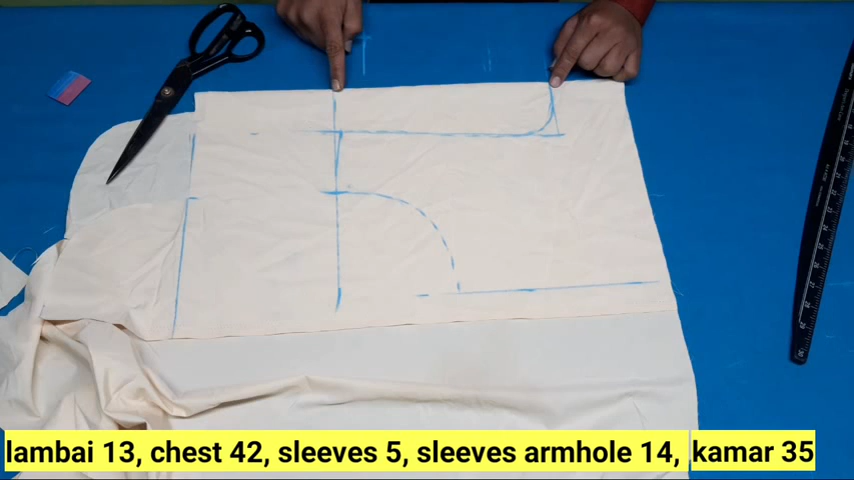 lambai 13, chest 42, sleeves 5, sleeves armhole 14, kamar 35